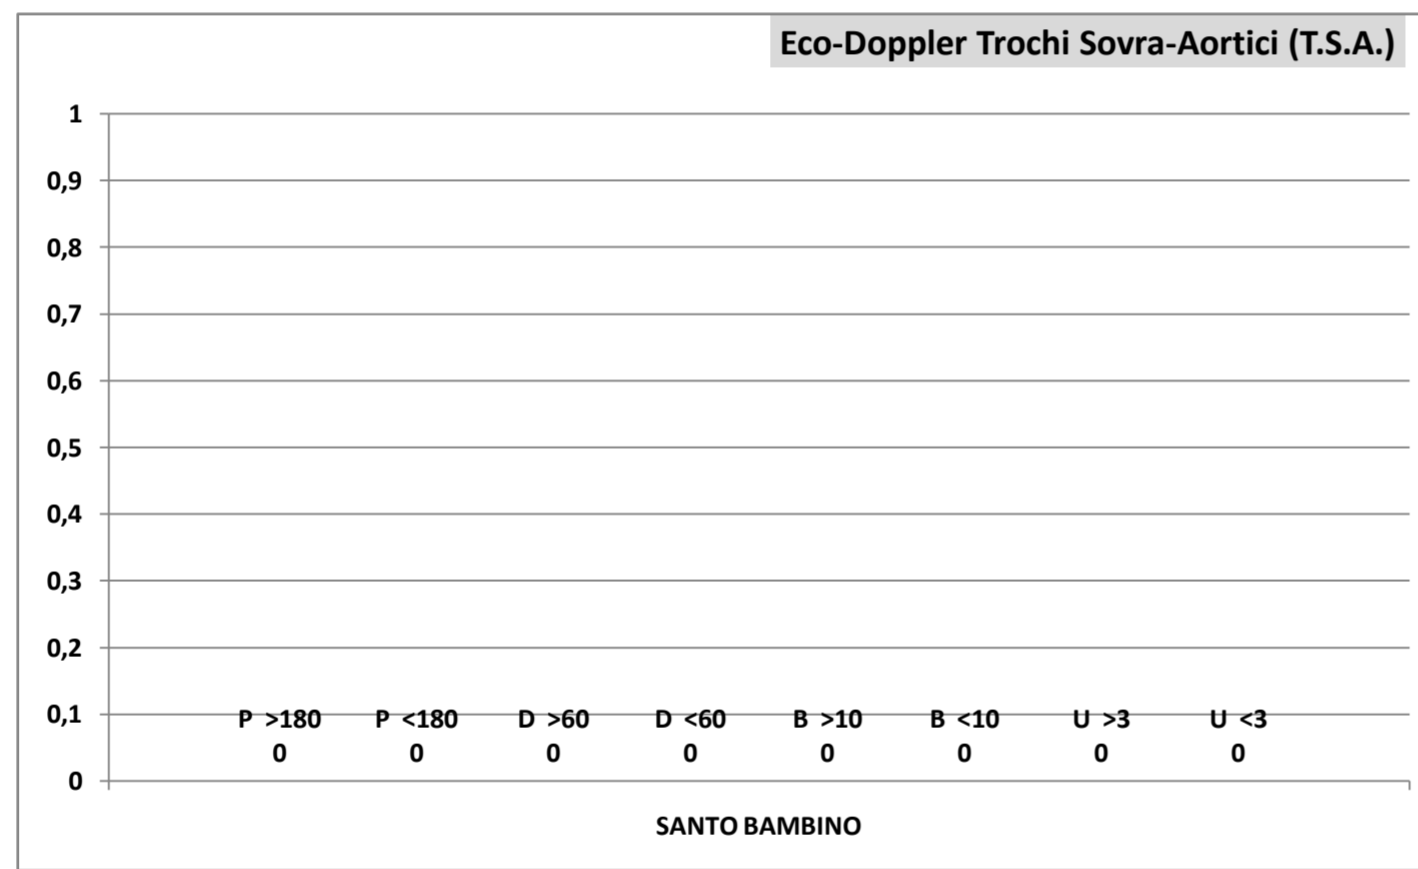 Eco-Doppler Trochi Sovra-Aortici (T.S.A.)
1
0,9
0,8
0,7
0,6
0,5
0,4
0,3
0,2
0,1
0
P >180 P <180 D >60 D <60 B >10 B <10 U >3 U <3
0 0 0 0 0 0 0 0
SANTO BAMBINO